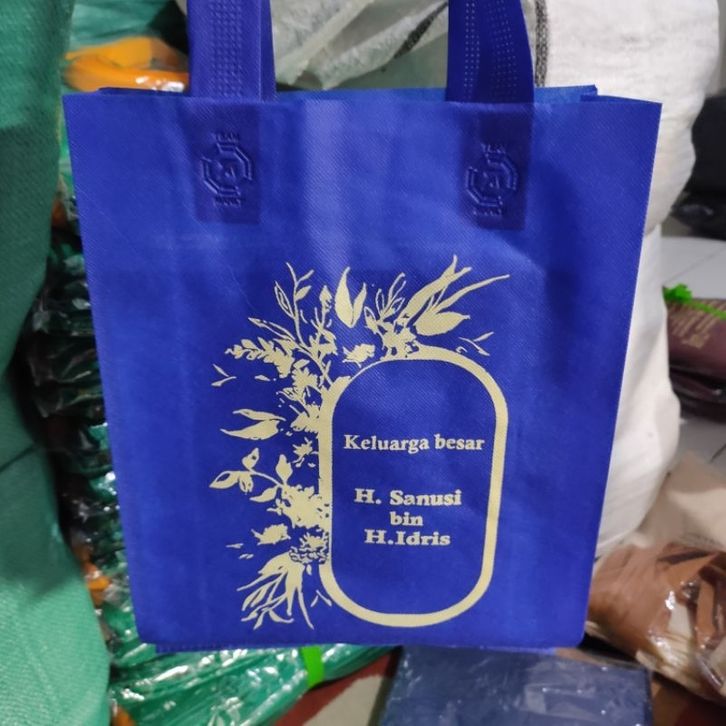 Keluarga besar
H. Sanusi
bin
H.Idris